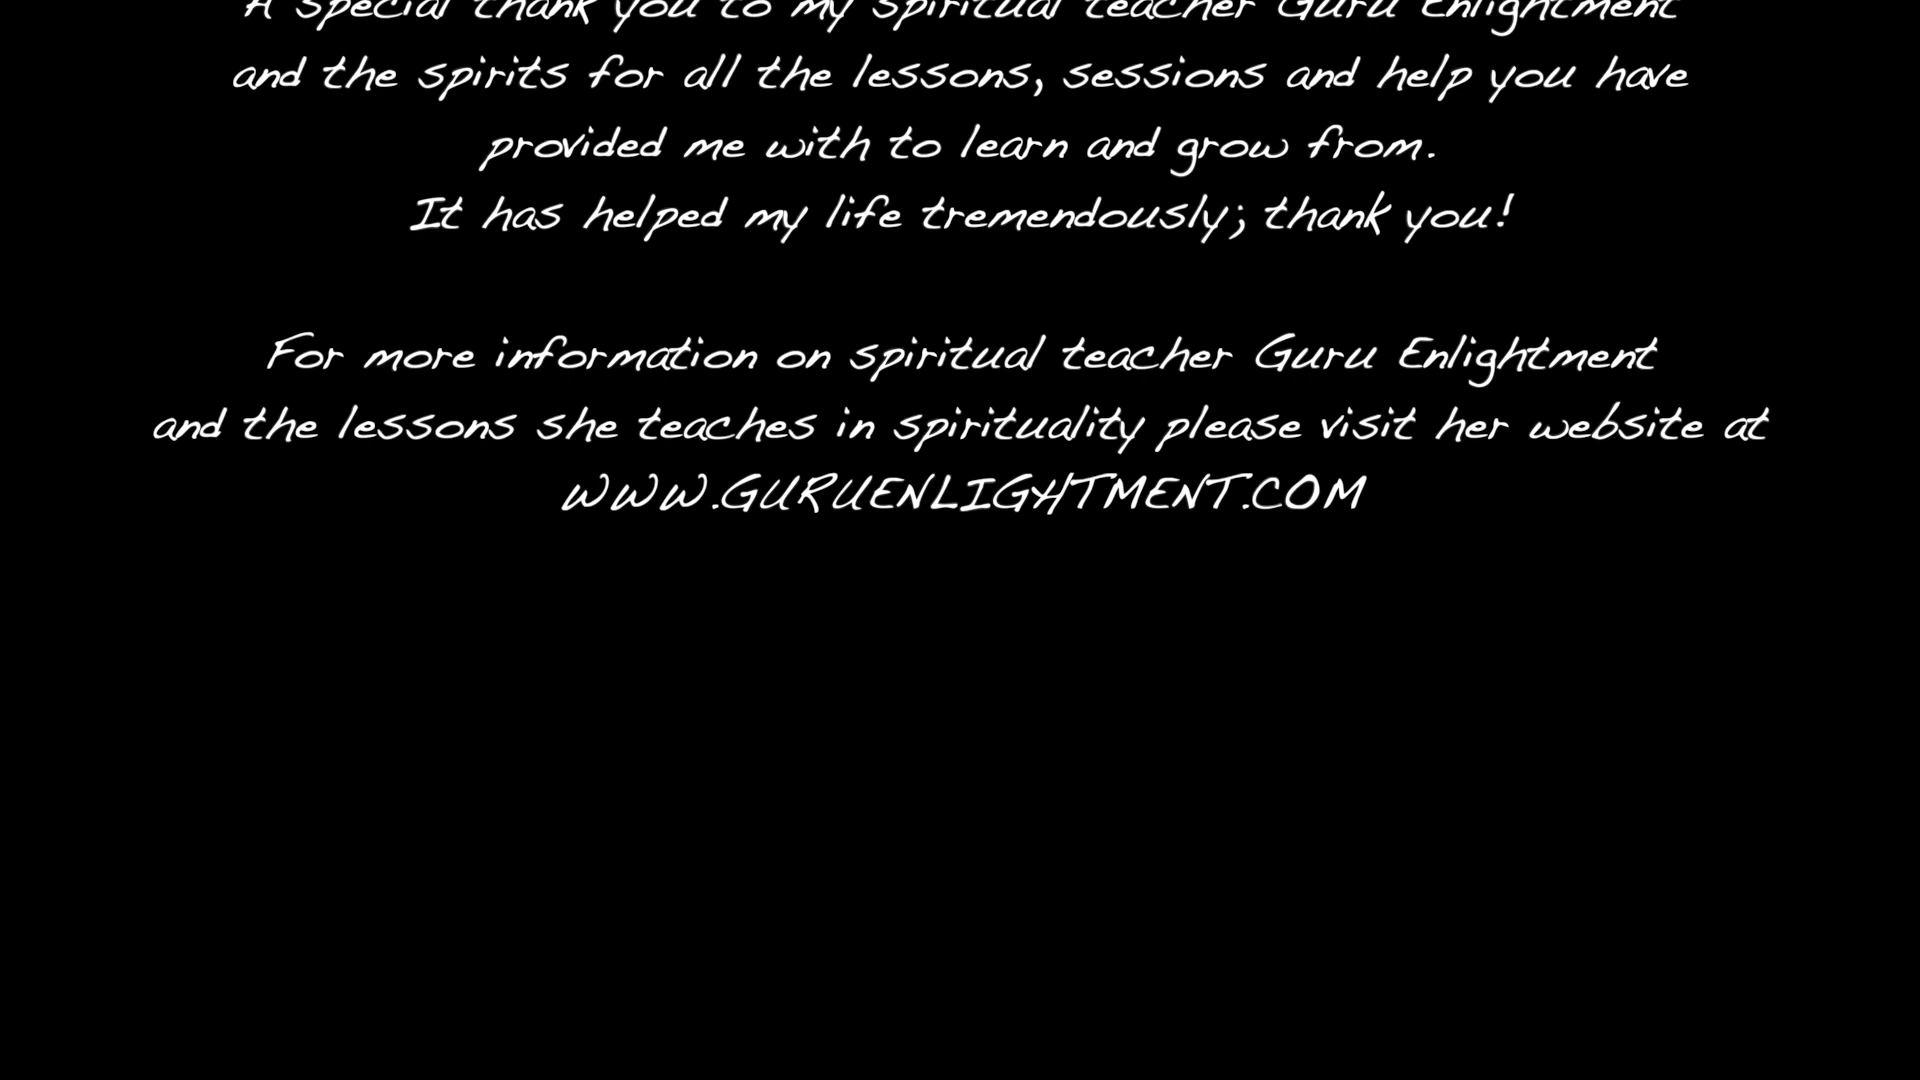 A special thank you to my spiritual teacher Guru Enlightment
and the spirits for all the lessons, sessions and help you have
provided me with to learn and grow from.
It has helped my life tremendously; thank you!
For more information on spiritual teacher Guru Enlightment
and the lessons she teaches in spirituality please visit her website at
WWW.GURUENLIGHTMENT.COM